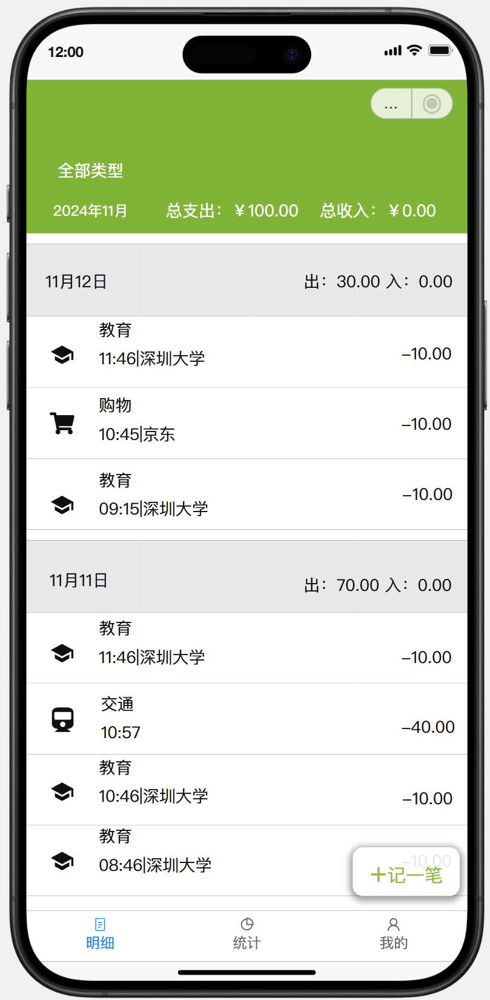 12:00
...
全部类型
2024年11月 总支出：¥100.00 总收入：¥0.00
11月12日 出：30.00 入：0.00
教育
11:46|深圳大学 -10.00
购物
10:45|京东 -10.00
教育
09:15|深圳大学 -10.00
11月11日 出：70.00 入：0.00
教育
11:46|深圳大学 -10.00
交通
10:57 -40.00
教育
10:46|深圳大学 -10.00
教育
08:46|深圳大学 -10.00
+记一笔
明细 统计 我的